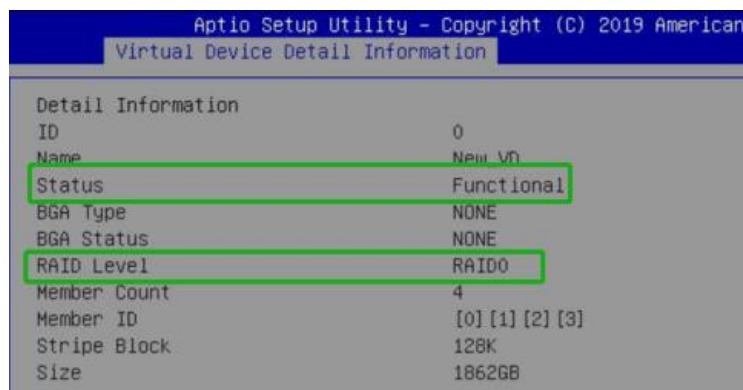 Aptio Setup Utility – Copyright (C) 2019 American
Virtual Device Detail Information
Detail Information
ID 0
Name New_VD
Status Functional
BGA Type NONE
BGA Status NONE
RAID Level RAID0
Member Count 4
Member ID [0][1][2][3]
Stripe Block 128K
Size 1862GB